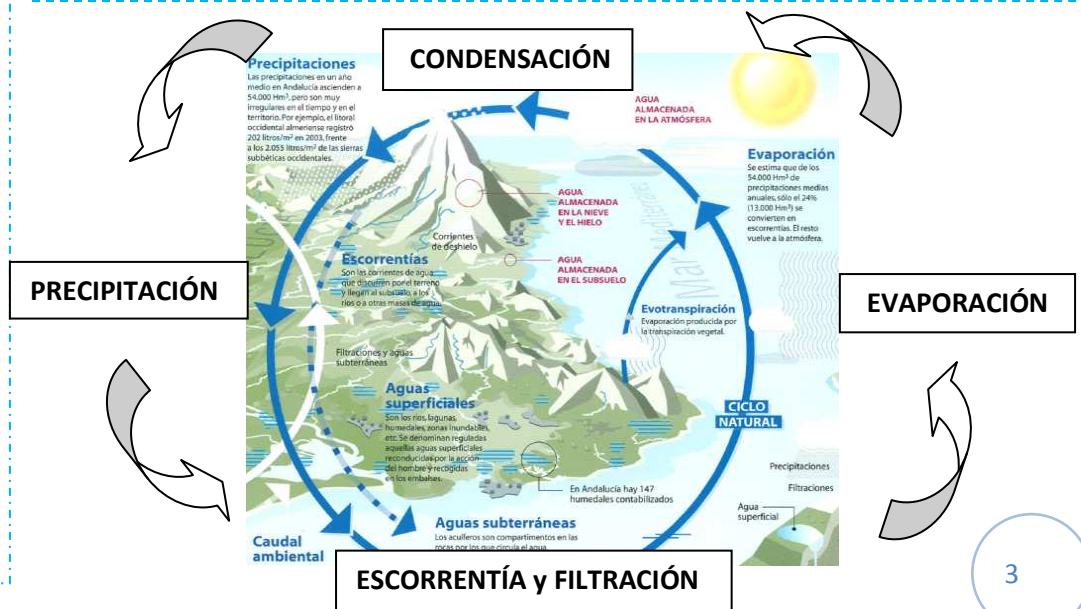 CONDENSACIÓN
Precipitaciones
Las precipitaciones en un año
medio en Andalucía ascienden a
54.000 Hm³, pero son muy
irregulares en el tiempo y en el
territorio. Por ejemplo, el litoral
occidental almeriense registró
202 litros/m² en 2003, frente
a los 2.055 litros/m² de las sierras
subbéticas occidentales.
AGUA
ALMACENADA
EN LA ATMÓSFERA
Evaporación
Se estima que de los
54.000 Hm³ de
precipitaciones medias
anuales, sólo el 24%
(13.000 Hm³) se
convierten en
escorrentías. El resto
vuelve a la atmósfera.
AGUA
ALMACENADA
EN LA NIEVE
Y EL HIELO
Mar Mediterráneo
Corrientes
de deshielo
Escorrentías
Son las corrientes de agua
que discurren por el terreno
y llegan al subsuelo, a los
ríos o a otras masas de agua.
AGUA
ALMACENADA
EN EL SUBSUELO
PRECIPITACIÓN
EVAPORACIÓN
Evotranspiración
Evaporación producida por
la transpiración vegetal.
Filtraciones y aguas
subterráneas
Aguas
superficiales
Son los ríos, lagunas,
humedales, zonas inundables,
etc. Se denominan reguladas
aquellas aguas superficiales
reconducidas por la acción
del hombre y recogidas
en los embalses.
CICLO
NATURAL
Precipitaciones
Filtraciones
En Andalucía hay 147
humedales contabilizados
Agua
superficial
Caudal
ambiental
Aguas subterráneas
Los acuíferos son compartimentos en las
rocas por los que circula el agua.
ESCORRENTÍA y FILTRACIÓN
3